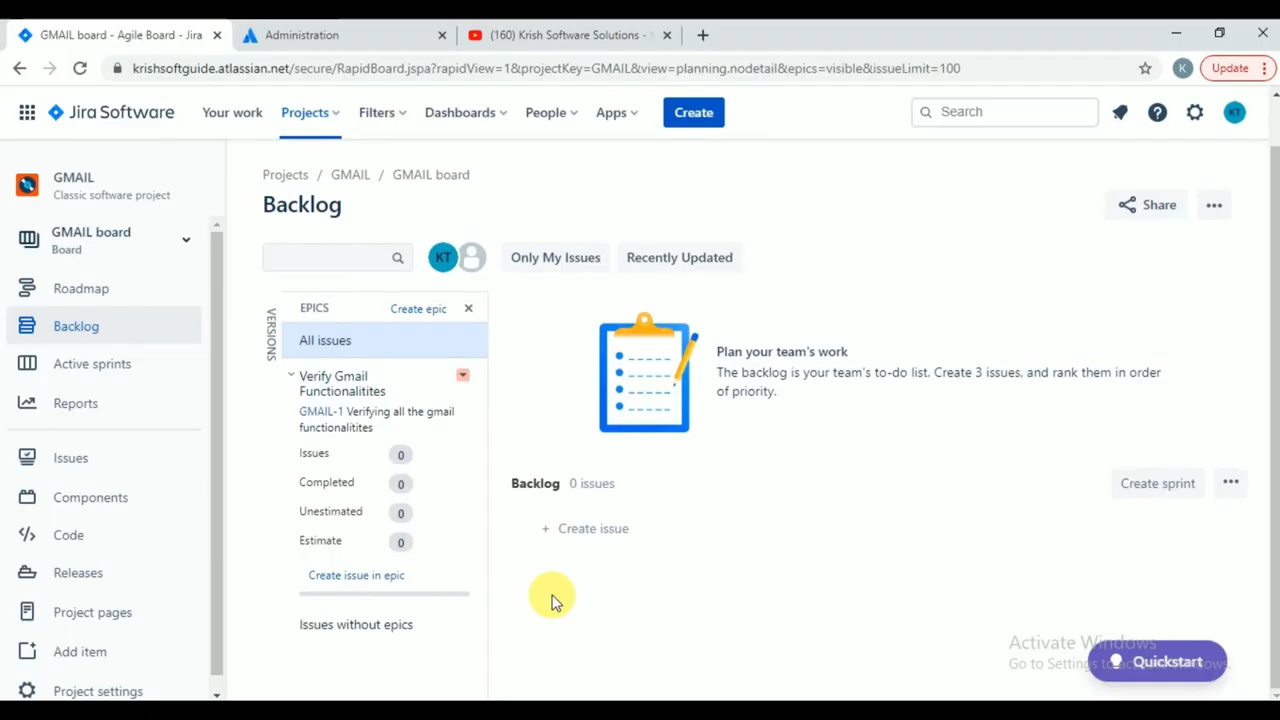 GMAIL board - Agile Board - Jira
Administration
(160) Krish Software Solutions -
krishsoftguide.atlassian.net/secure/RapidBoard.jspa?rapidView=1&projectKey=GMAIL&view=planning.nodetail&epics=visible&issueLimit=100
K
Update
Jira Software
Your work
Projects
Filters
Dashboards
People
Apps
Create
Search
KT
GMAIL
Classic software project
GMAIL board
Board
Roadmap
Backlog
Active sprints
Reports
Issues
Components
Code
Releases
Project pages
Add item
Project settings
Projects / GMAIL / GMAIL board
Backlog
Share
KT
Only My Issues
Recently Updated
VERSIONS
EPICS
Create epic
All issues
Verify Gmail
Functionalitites
GMAIL-1 Verifying all the gmail
functionalitites
Issues 0
Completed 0
Unestimated 0
Estimate 0
Create issue in epic
Issues without epics
Plan your team's work
The backlog is your team's to-do list. Create 3 issues, and rank them in order
of priority.
Backlog 0 issues
Create sprint
+ Create issue
Activate Windows
Go to Settings to
Quickstart